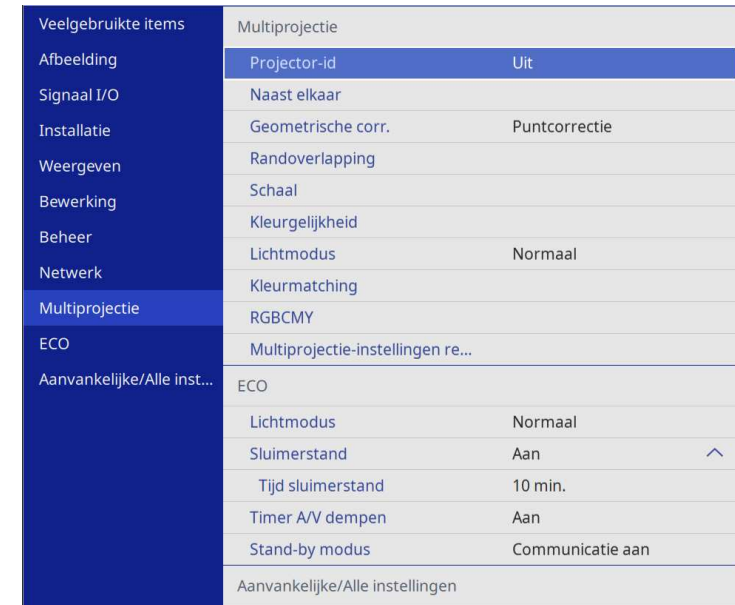 Veelgebruikte items
Afbeelding
Signaal I/O
Installatie
Weergeven
Bewerking
Beheer
Netwerk
Multiprojectie
ECO
Aanvankelijke/Alle inst...
Multiprojectie
Projector-id Uit
Naast elkaar
Geometrische corr. Puntcorrectie
Randoverlapping
Schaal
Kleurgelijkheid
Lichtmodus Normaal
Kleurmatching
RGBCMY
Multiprojectie-instellingen re...
ECO
Lichtmodus Normaal
Sluimerstand Aan
Tijd sluimerstand 10 min.
Timer A/V dempen Aan
Stand-by modus Communicatie aan
Aanvankelijke/Alle instellingen